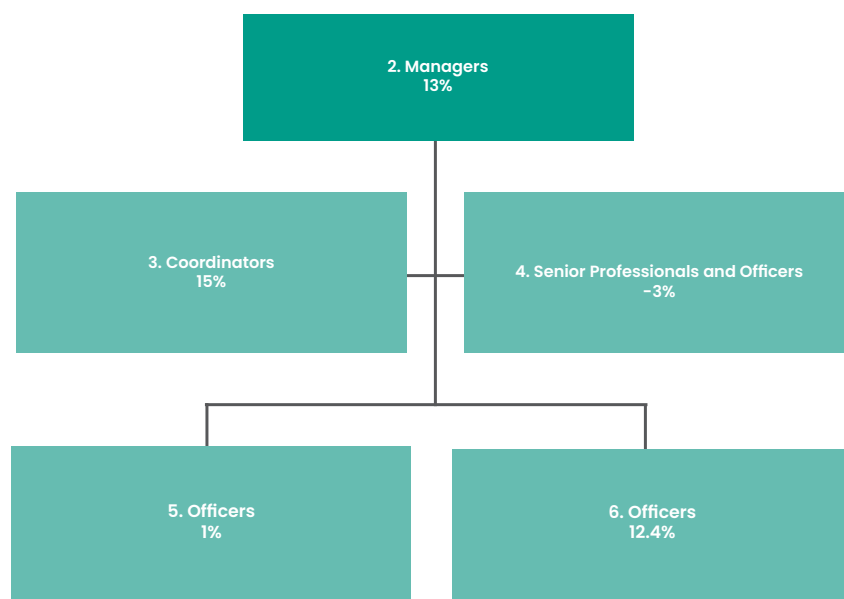 2. Managers
13%
3. Coordinators
15%
4. Senior Professionals and Officers
-3%
5. Officers
1%
6. Officers
12.4%